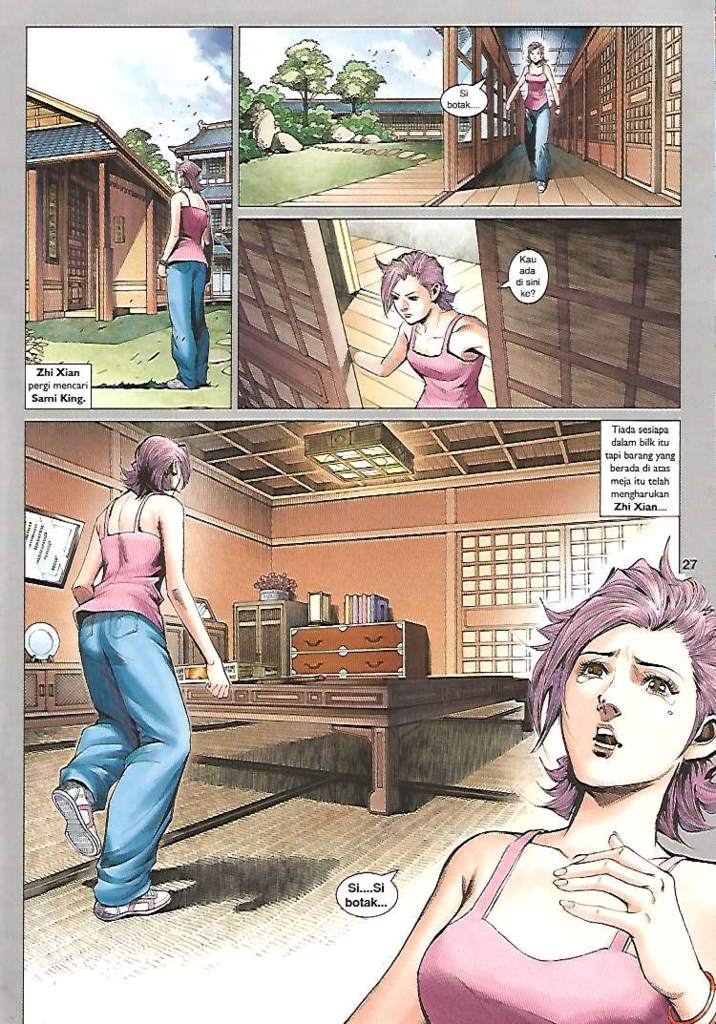 Zhi Xian
pergi mencari
Sami King.
Si
botak....
Kau
ada
di sini
ke?
Tiada sesiapa
dalam bilk itu
tapi barang yang
berada di atas
meja itu telah
mengharukan
Zhi Xian....
27
Si....Si
botak...